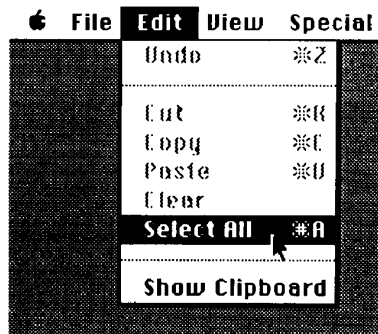 File Edit View Special
Undo ⌘Z
Cut ⌘X
Copy ⌘C
Paste ⌘V
Clear
Select All ⌘A
Show Clipboard